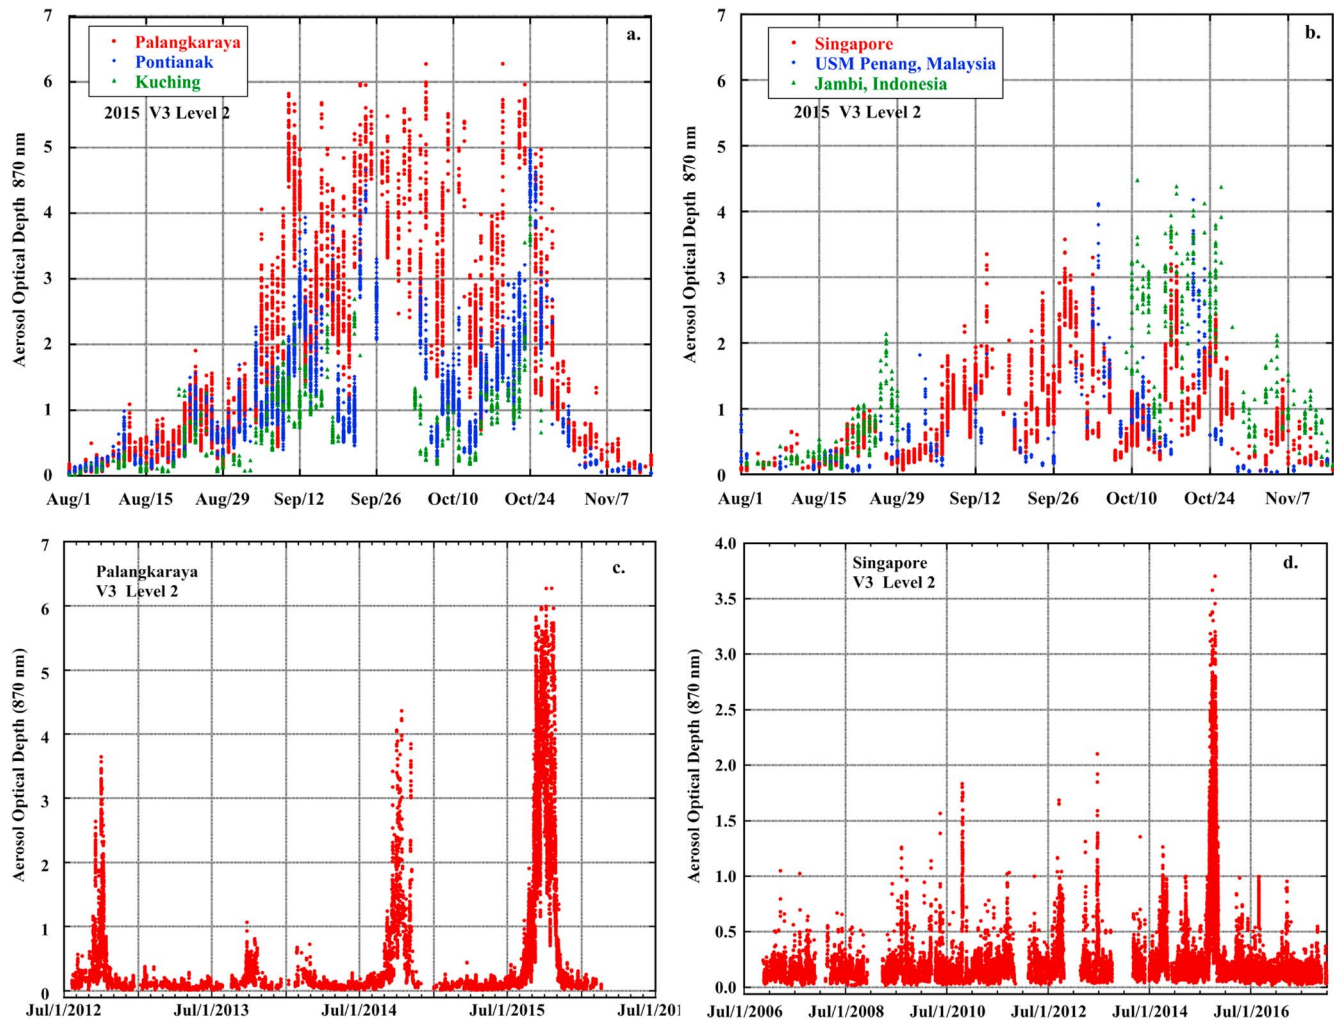 7
6
5
4
3
2
1
0
Aerosol Optical Depth 870 nm
Palangkaraya
Pontianak
Kuching
2015 V3 Level 2
a.
Aug/1 Aug/15 Aug/29 Sep/12 Sep/26 Oct/10 Oct/24 Nov/7
7
6
5
4
3
2
1
0
Aerosol Optical Depth 870 nm
Singapore
USM Penang, Malaysia
Jambi, Indonesia
2015 V3 Level 2
b.
Aug/1 Aug/15 Aug/29 Sep/12 Sep/26 Oct/10 Oct/24 Nov/7
7
6
5
4
3
2
1
0
Aerosol Optical Depth (870 nm)
Palangkaraya
V3 Level 2
c.
Jul/1/2012 Jul/1/2013 Jul/1/2014 Jul/1/2015 Jul/1/201
4.0
3.5
3.0
2.5
2.0
1.5
1.0
0.5
0.0
Aerosol Optical Depth (870 nm)
Singapore
V3 Level 2
d.
Jul/1/2006 Jul/1/2008 Jul/1/2010 Jul/1/2012 Jul/1/2014 Jul/1/2016